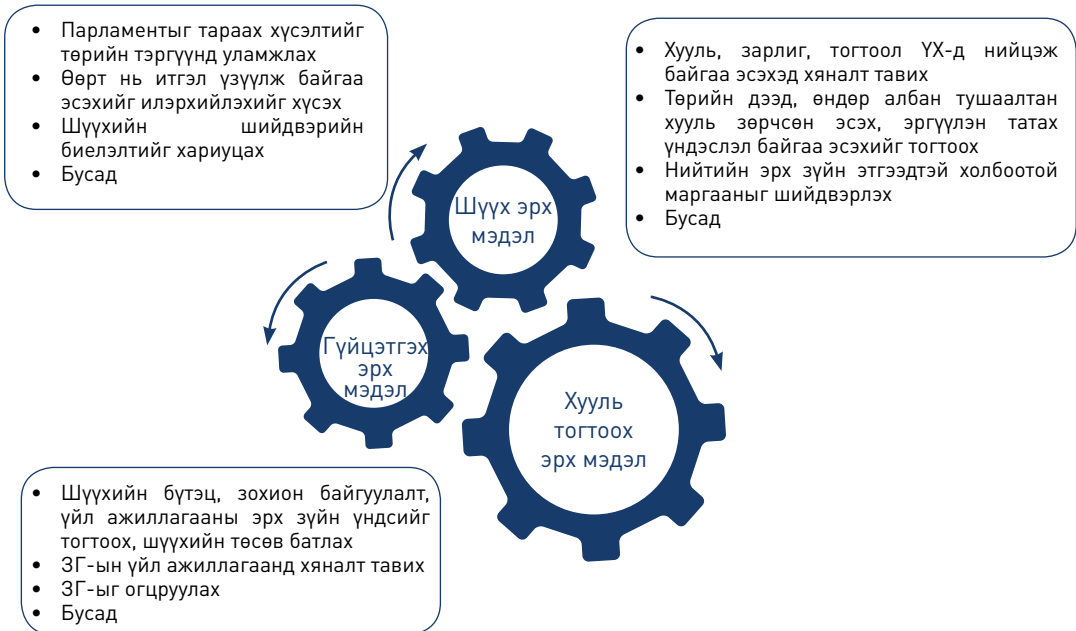 • Парламентыг тараах хүсэлтийг
төрийн тэргүүнд уламжлах
• Өөрт нь итгэл үзүүлж байгаа
эсэхийг илэрхийлэхийг хүсэх
• Шүүхийн шийдвэрийн
биелэлтийг хариуцах
• Бусад
• Хууль, зарлиг, тогтоол ҮХ-д нийцэж
байгаа эсэхэд хяналт тавих
• Төрийн дээд, өндөр албан тушаалтан
хууль зөрчсөн эсэх, эргүүлэн татах
үндэслэл байгаа эсэхийг тогтоох
• Нийтийн эрх зүйн этгээдтэй холбоотой
маргааныг шийдвэрлэх
• Бусад
Шүүх эрх
мэдэл
Гүйцэтгэх
эрх
мэдэл
Хууль
тогтоох
эрх мэдэл
• Шүүхийн бүтэц, зохион байгуулалт,
үйл ажиллагааны эрх зүйн үндсийг
тогтоох, шүүхийн төсөв батлах
• ЗГ-ын үйл ажиллагаанд хяналт тавих
• ЗГ-ыг огцруулах
• Бусад